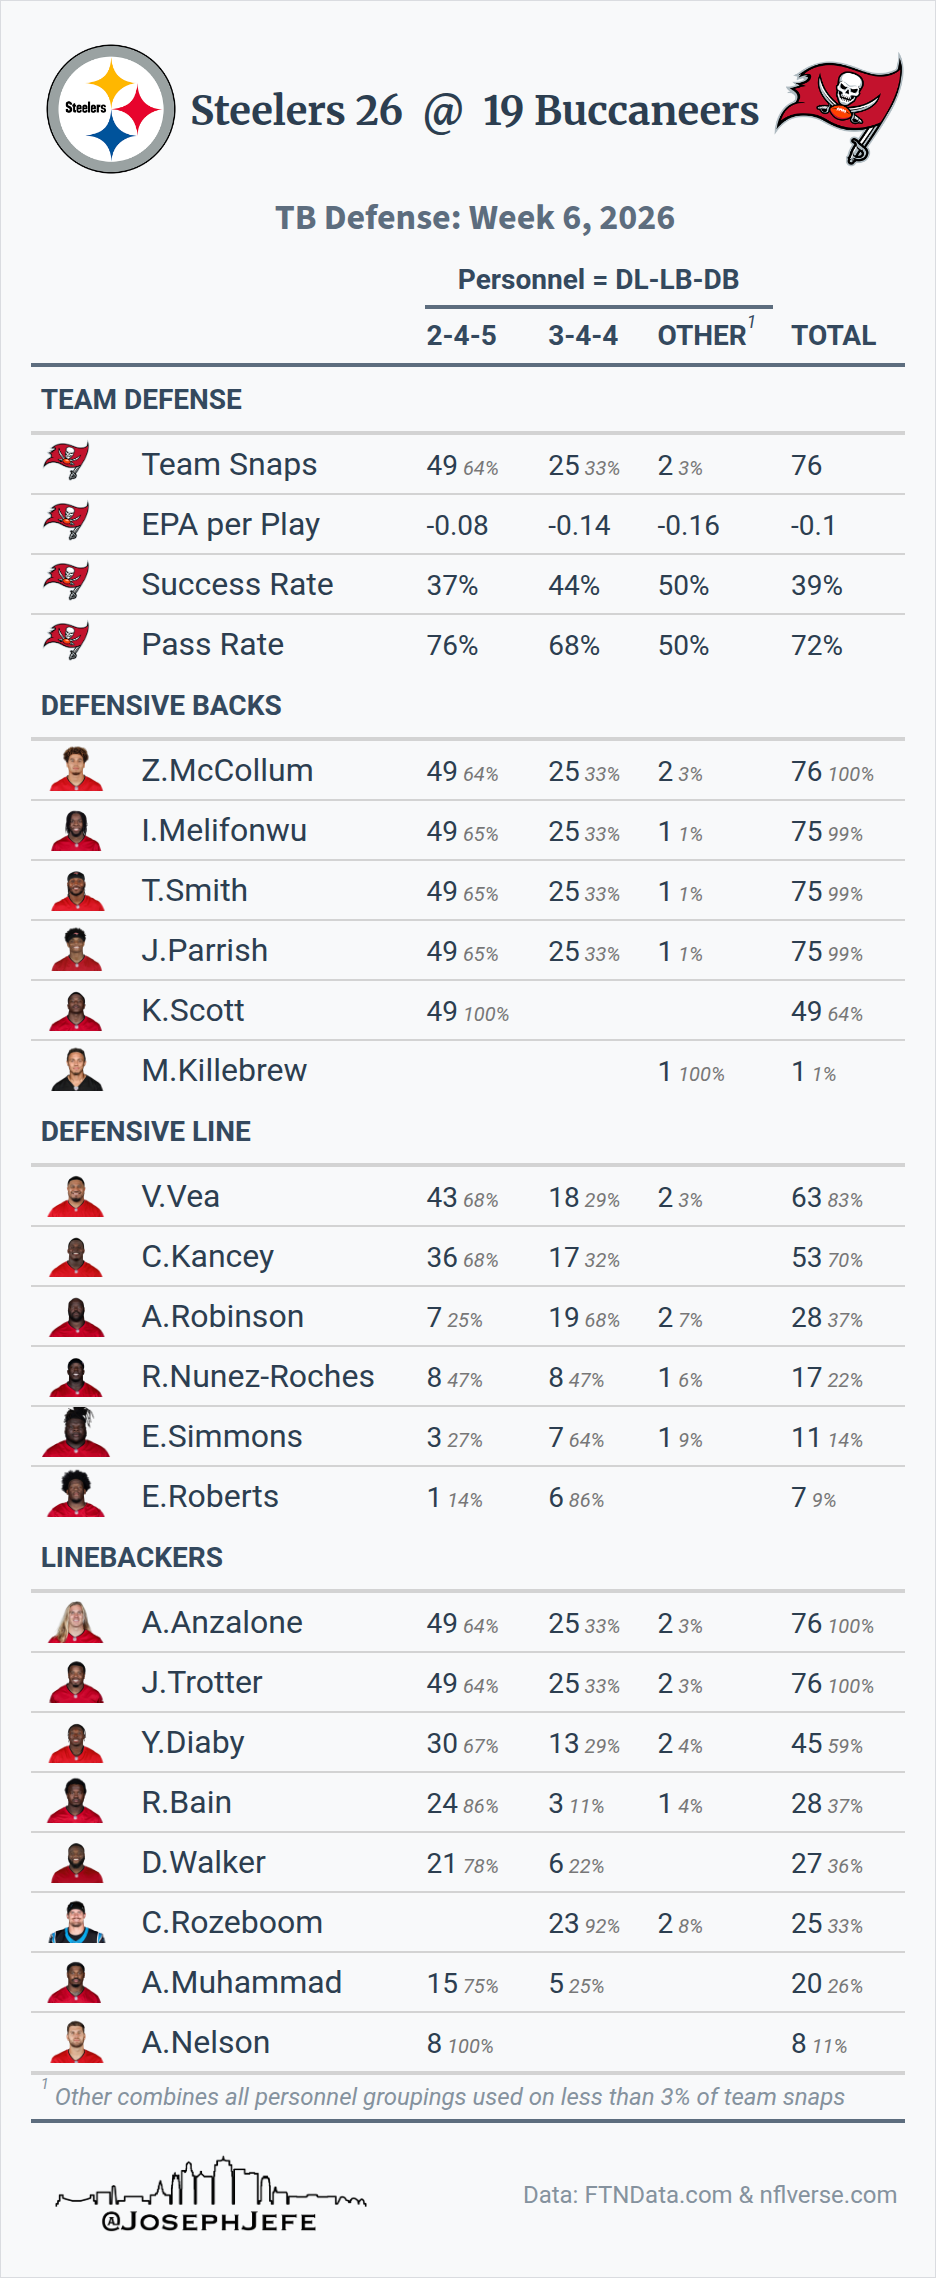 Steelers
Steelers 26 @ 19 Buccaneers
TB Defense: Week 6, 2026
Personnel = DL-LB-DB
2-4-5 3-4-4 OTHER¹ TOTAL
TEAM DEFENSE
Team Snaps 49 64% 25 33% 2 3% 76
EPA per Play -0.08 -0.14 -0.16 -0.1
Success Rate 37% 44% 50% 39%
Pass Rate 76% 68% 50% 72%
DEFENSIVE BACKS
Z.McCollum 49 64% 25 33% 2 3% 76 100%
I.Melifonwu 49 65% 25 33% 1 1% 75 99%
T.Smith 49 65% 25 33% 1 1% 75 99%
J.Parrish 49 65% 25 33% 1 1% 75 99%
K.Scott 49 100% 49 64%
M.Killebrew 1 100% 1 1%
DEFENSIVE LINE
V.Vea 43 68% 18 29% 2 3% 63 83%
C.Kancey 36 68% 17 32% 53 70%
A.Robinson 7 25% 19 68% 2 7% 28 37%
R.Nunez-Roches 8 47% 8 47% 1 6% 17 22%
E.Simmons 3 27% 7 64% 1 9% 11 14%
E.Roberts 1 14% 6 86% 7 9%
LINEBACKERS
A.Anzalone 49 64% 25 33% 2 3% 76 100%
J.Trotter 49 64% 25 33% 2 3% 76 100%
Y.Diaby 30 67% 13 29% 2 4% 45 59%
R.Bain 24 86% 3 11% 1 4% 28 37%
D.Walker 21 78% 6 22% 27 36%
C.Rozeboom 23 92% 2 8% 25 33%
A.Muhammad 15 75% 5 25% 20 26%
A.Nelson 8 100% 8 11%
¹ Other combines all personnel groupings used on less than 3% of team snaps
@JOSEPHJEFE
Data: FTNData.com & nflverse.com